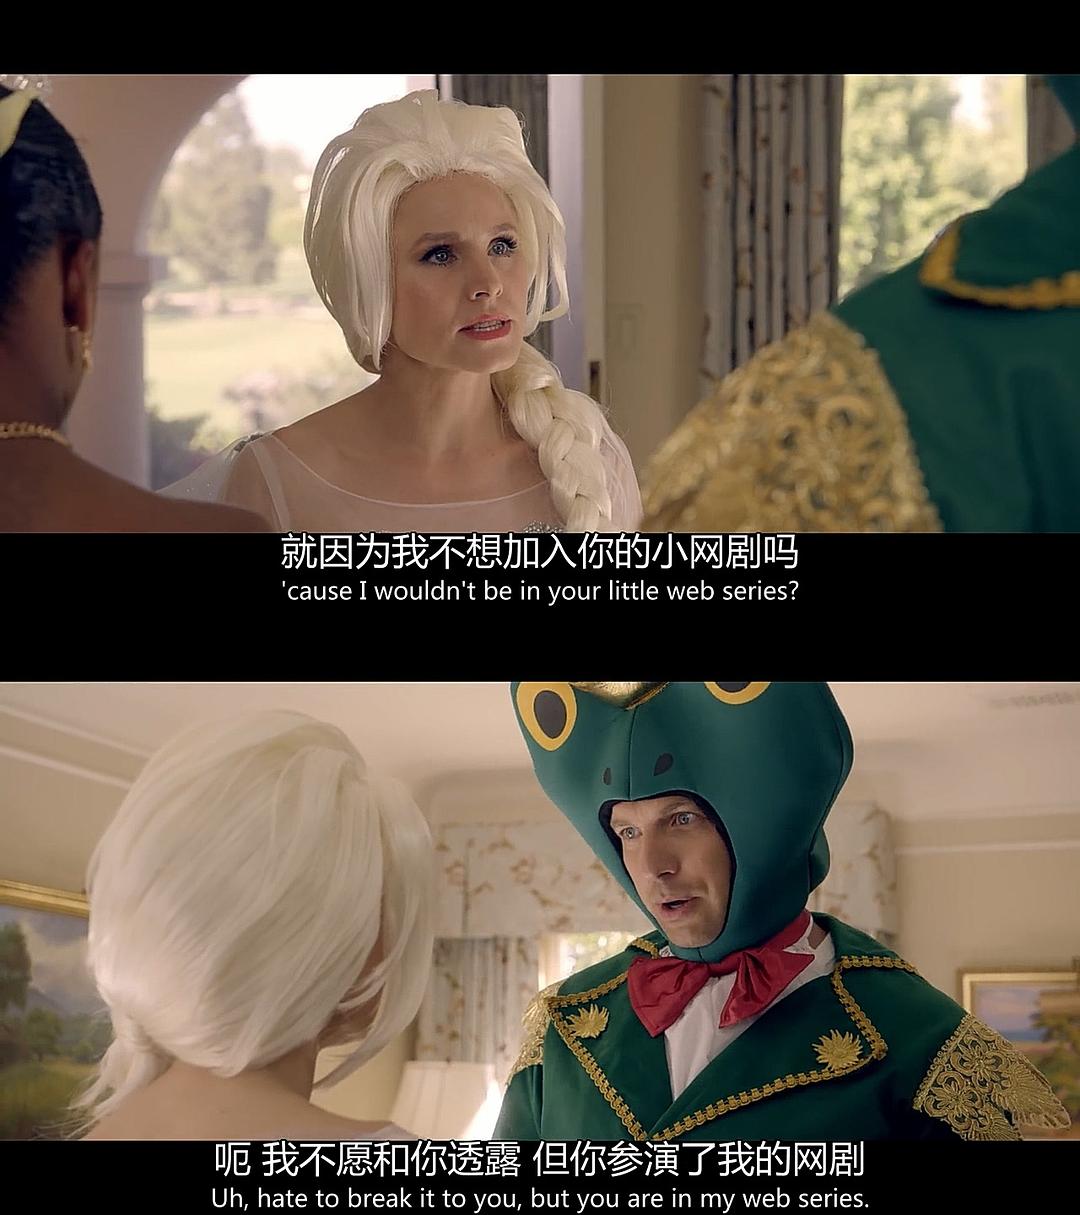 就因为我不想加入你的小网剧吗
'cause I wouldn't be in your little web series?
呃 我不愿和你透露 但你参演了我的网剧
Uh, hate to break it to you, but you are in my web series.